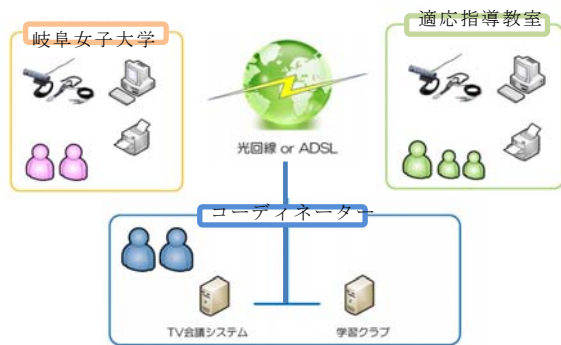 岐阜女子大学
適応指導教室
光回線 or ADSL
コーディネーター
TV会議システム
学習クラブ